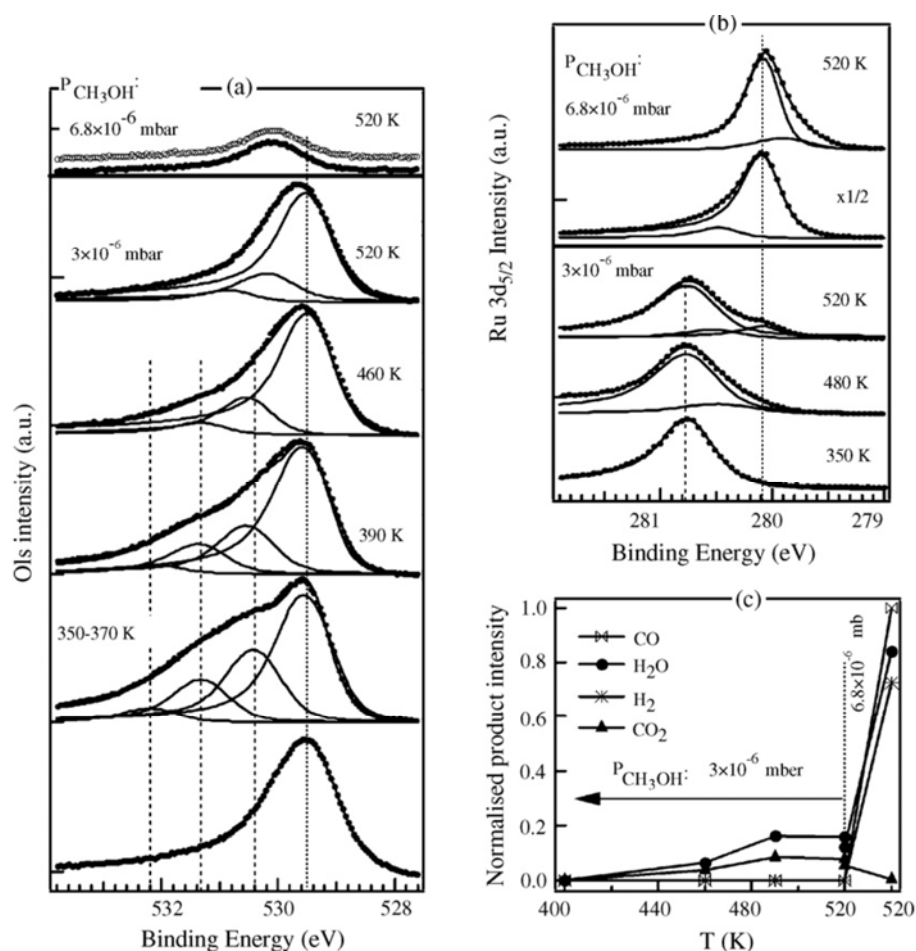 (a)
P CH3OH:
6.8×10-6 mbar
520 K
3×10-6 mbar
520 K
460 K
390 K
350-370 K
OIs intensity (a.u.)
532
530
528
Binding Energy (eV)
(b)
P CH3OH:
6.8×10-6 mbar
520 K
x1/2
3×10-6 mbar
520 K
480 K
350 K
Ru 3d5/2 Intensity (a.u.)
281
280
279
Binding Energy (eV)
(c)
1.0
0.8
0.6
0.4
0.2
0.0
Normalised product intensity
CO
H2O
H2
CO2
6.8×10-6 mb
PCH3OH: 3×10-6 mber
400
440
480
520
520
T (K)